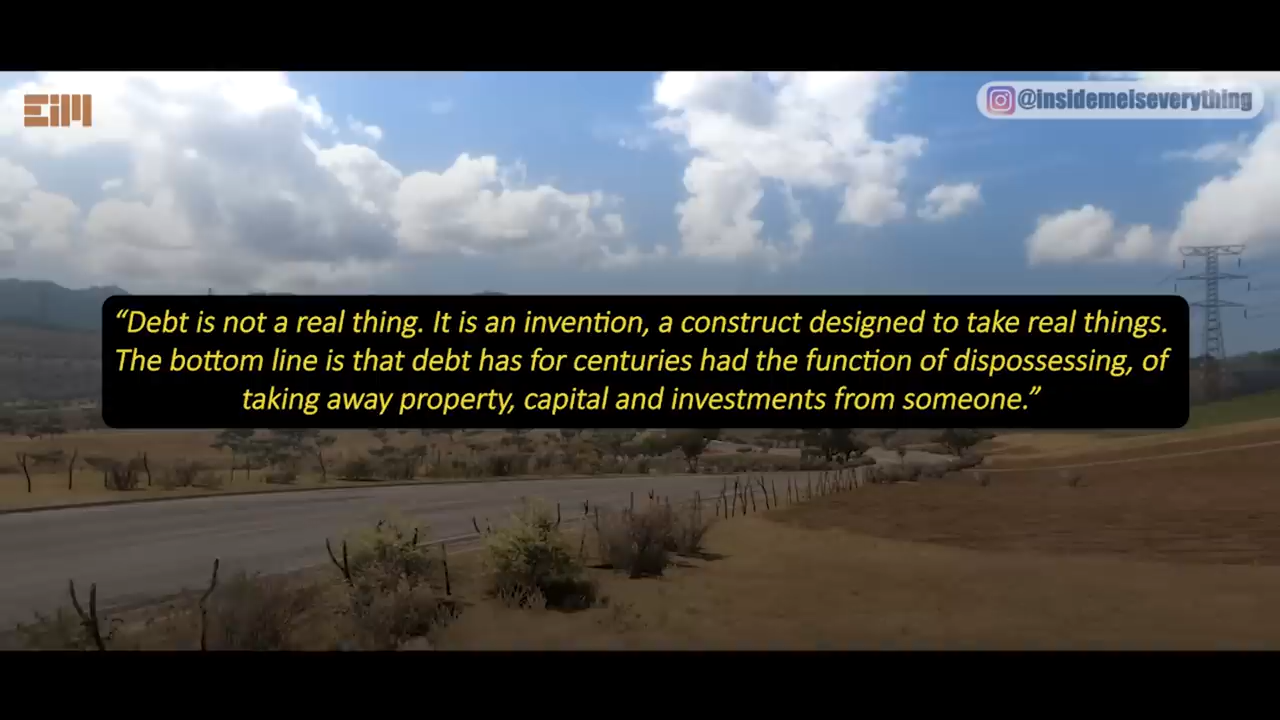 EiM
@insidemeiseverything
“Debt is not a real thing. It is an invention, a construct designed to take real things.
The bottom line is that debt has for centuries had the function of dispossessing, of
taking away property, capital and investments from someone.”